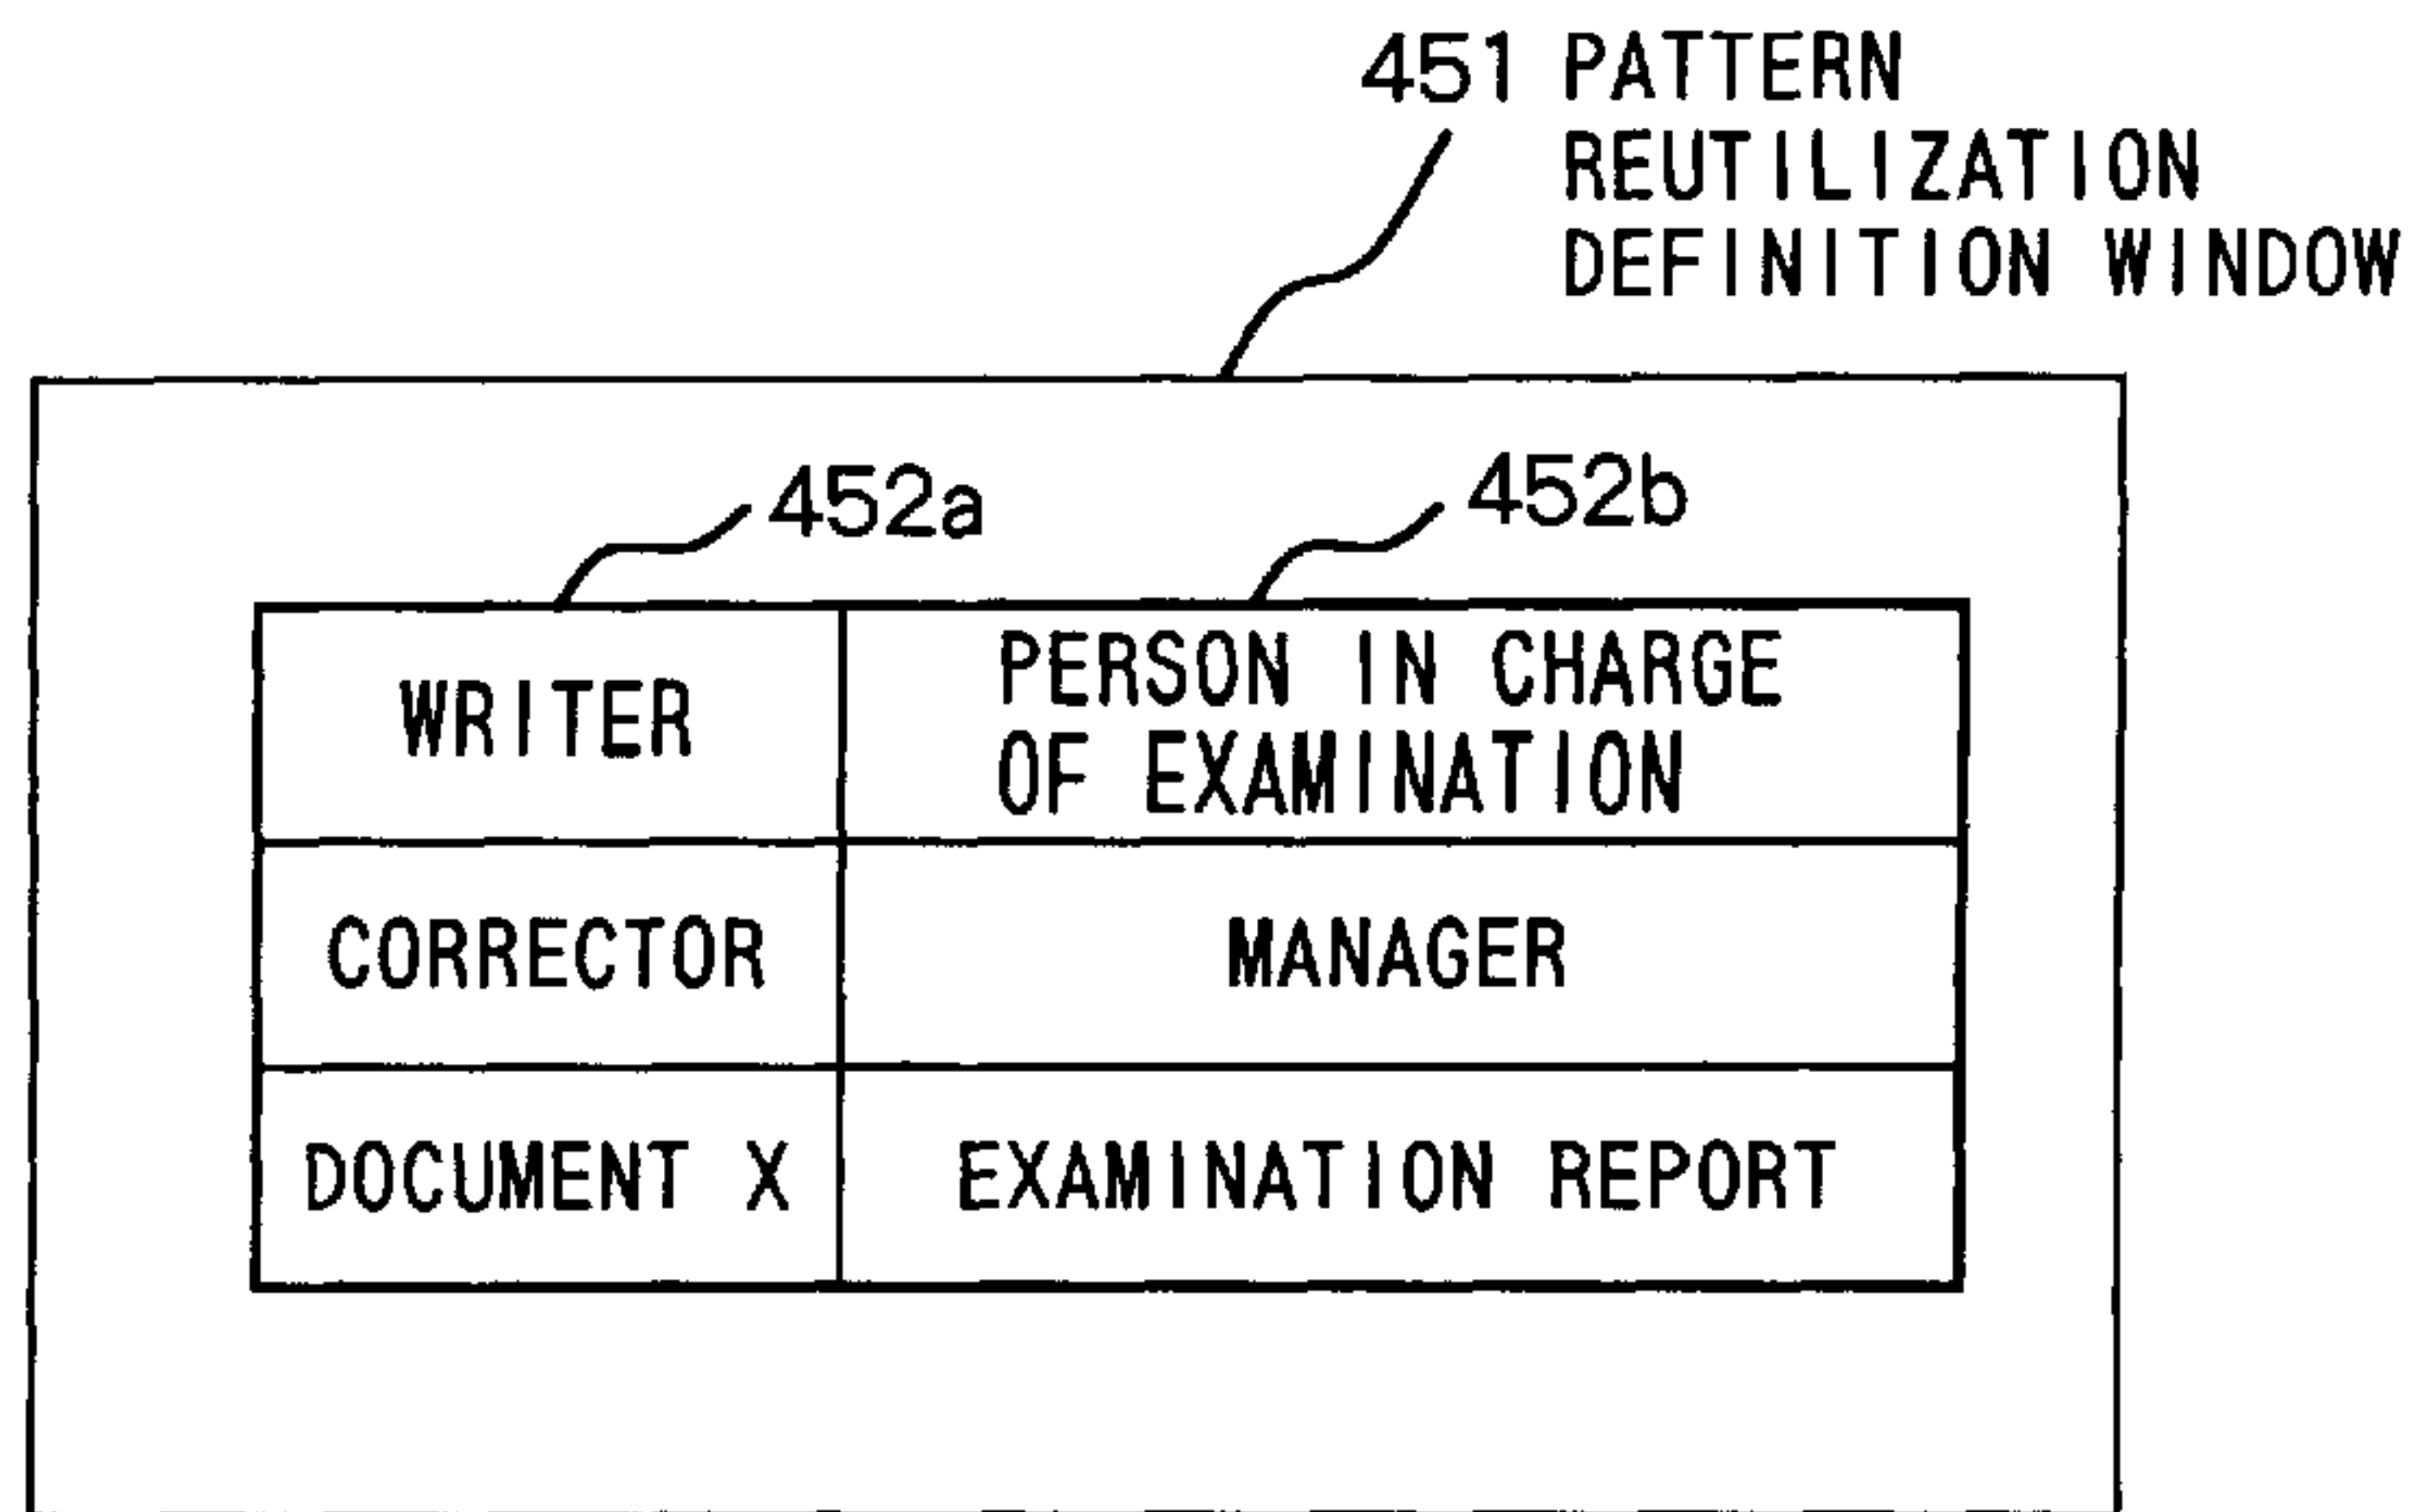 451 PATTERN
REUTILIZATION
DEFINITION WINDOW
452a
452b
WRITER
PERSON IN CHARGE
OF EXAMINATION
CORRECTOR
MANAGER
DOCUMENT X
EXAMINATION REPORT